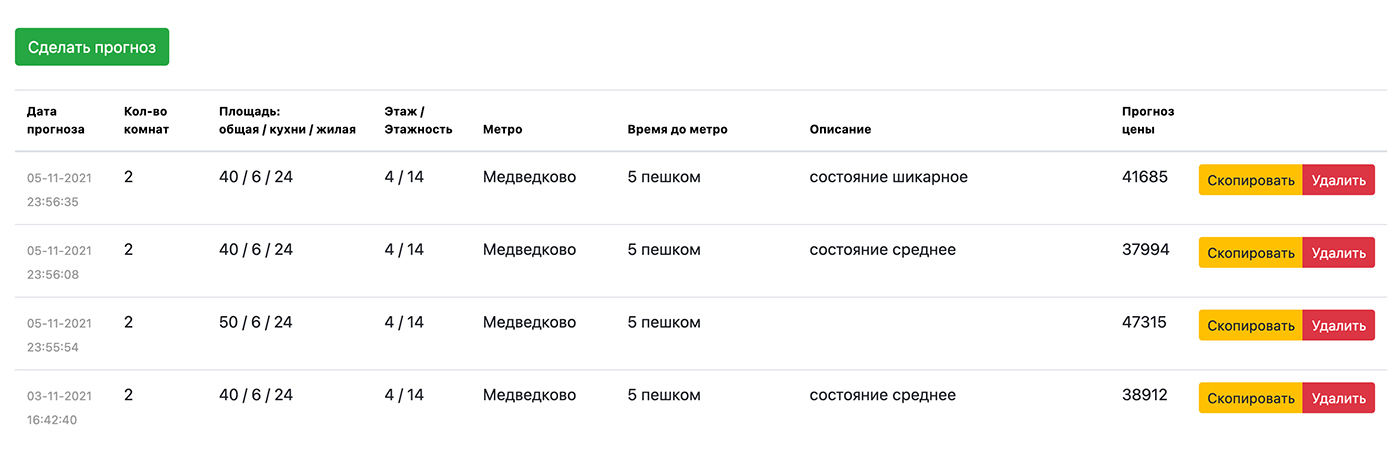 Сделать прогноз
Дата прогноза Кол-во комнат Площадь: общая / кухни / жилая Этаж / Этажность Метро Время до метро Описание Прогноз цены
05-11-2021 23:56:35 2 40 / 6 / 24 4 / 14 Медведково 5 пешком состояние шикарное 41685 Скопировать Удалить
05-11-2021 23:56:08 2 40 / 6 / 24 4 / 14 Медведково 5 пешком состояние среднее 37994 Скопировать Удалить
05-11-2021 23:55:54 2 50 / 6 / 24 4 / 14 Медведково 5 пешком 47315 Скопировать Удалить
03-11-2021 16:42:40 2 40 / 6 / 24 4 / 14 Медведково 5 пешком состояние среднее 38912 Скопировать Удалить